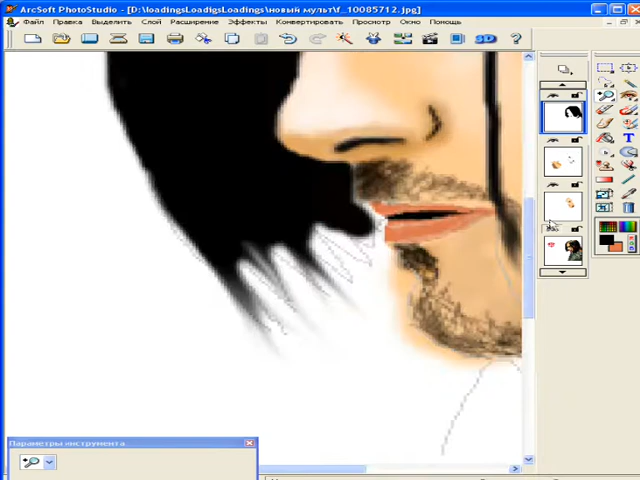 ArcSoft PhotoStudio - [D:\loadingsLoadigsLoadings\новый мульт\f_10085712.jpg]
Файл Правка Выделить Слой Расширение Эффекты Конвертировать Просмотр Окно Помощь
3D ?
T
Параметры инструмента